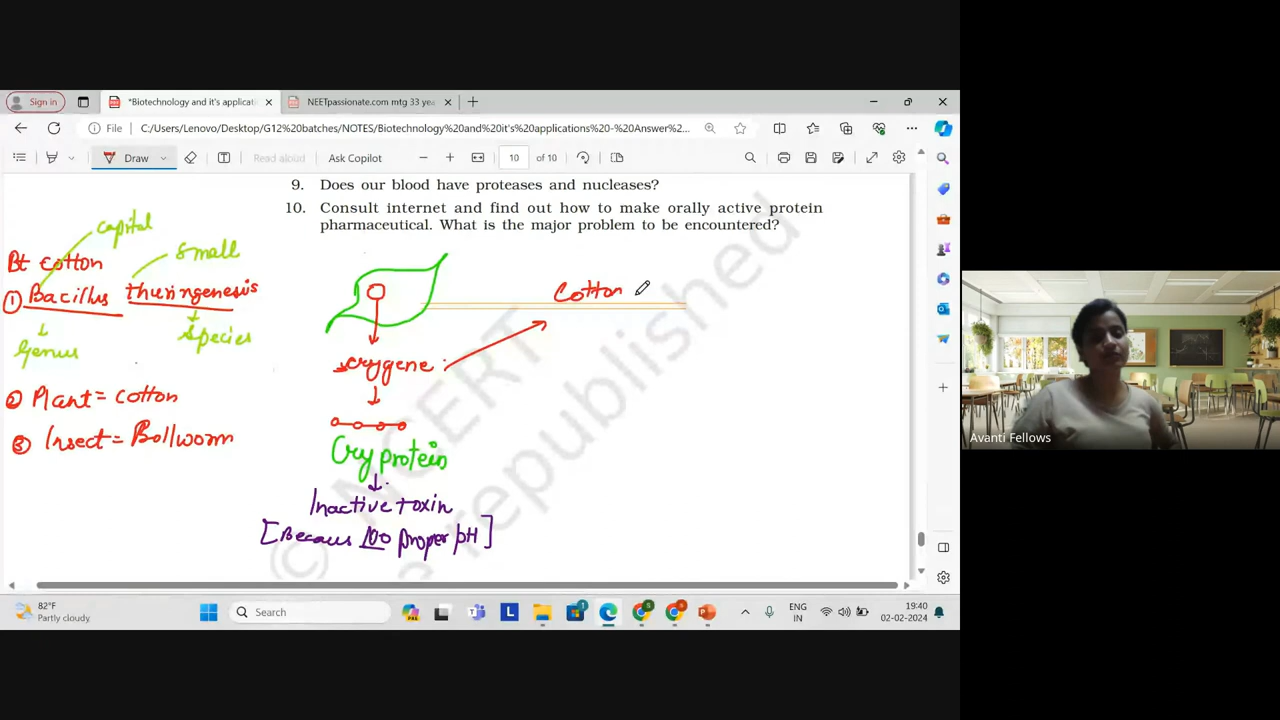 Sign in
*Biotechnology and it's applicati
NEETpassionate.com mtg 33 yea
File
C:/Users/Lenovo/Desktop/G12%20batches/NOTES/Biotechnology%20and%20it's%20applications%20-%20Answer%2...
Draw
Read aloud
Ask Copilot
10
of 10
9. Does our blood have proteases and nucleases?
10. Consult internet and find out how to make orally active protein
pharmaceutical. What is the major problem to be encountered?
capital
small
Bt cotton
① Bacillus thuringenesis
Genus
Species
② Plant = cotton
③ Insect = Bollworm
Cotton
crygene
Cry protein
Inactive toxin
[Becaus no proper pH]
© NCERT
e republished
Avanti Fellows
82°F
Partly cloudy
Search
ENG
IN
19:40
02-02-2024